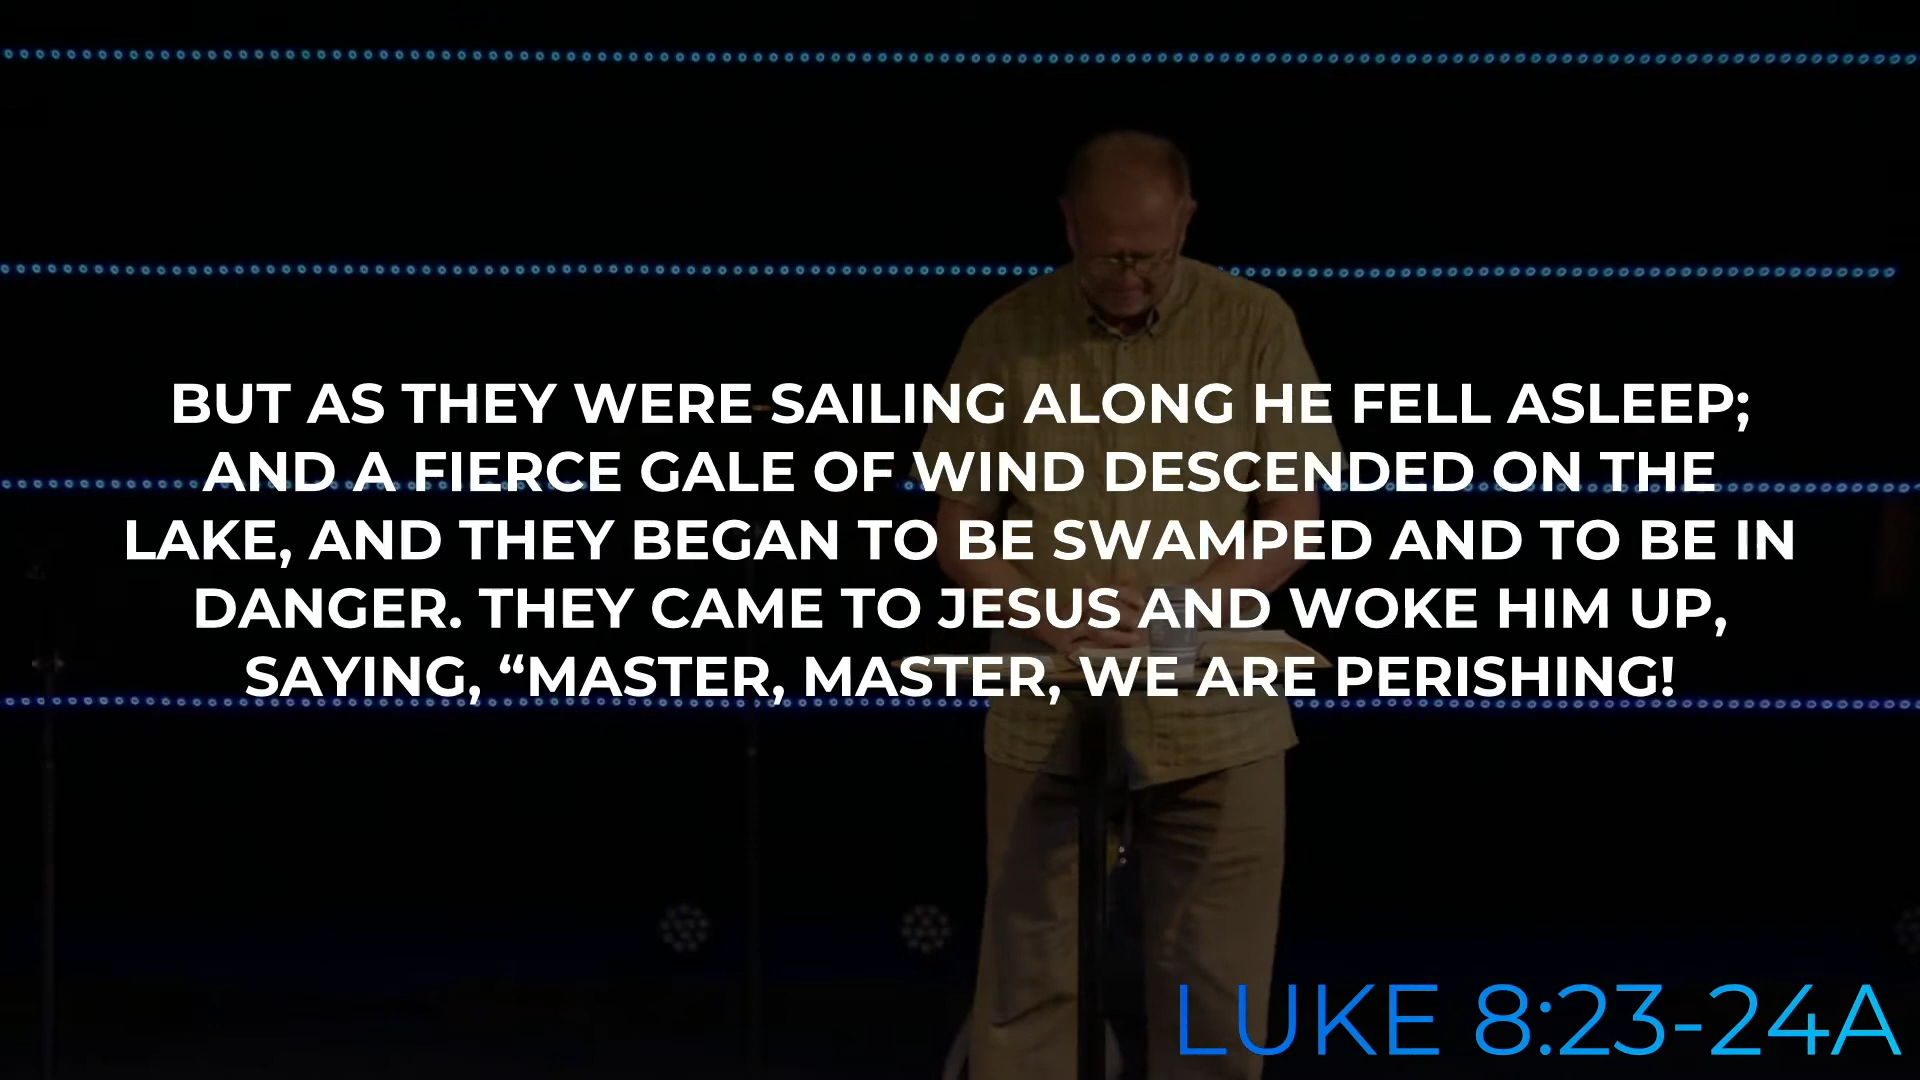 BUT AS THEY WERE SAILING ALONG HE FELL ASLEEP;
AND A FIERCE GALE OF WIND DESCENDED ON THE
LAKE, AND THEY BEGAN TO BE SWAMPED AND TO BE IN
DANGER. THEY CAME TO JESUS AND WOKE HIM UP,
SAYING, “MASTER, MASTER, WE ARE PERISHING!
LUKE 8:23-24A